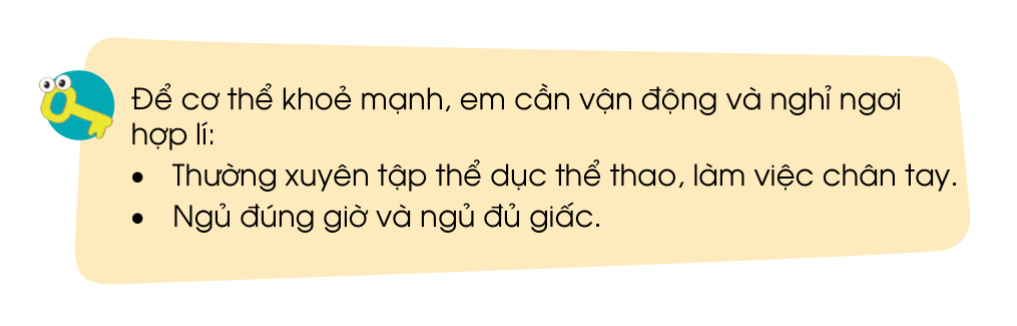 Để cơ thể khoẻ mạnh, em cần vận động và nghỉ ngơi
hợp lí:
• Thường xuyên tập thể dục thể thao, làm việc chân tay.
• Ngủ đúng giờ và ngủ đủ giấc.